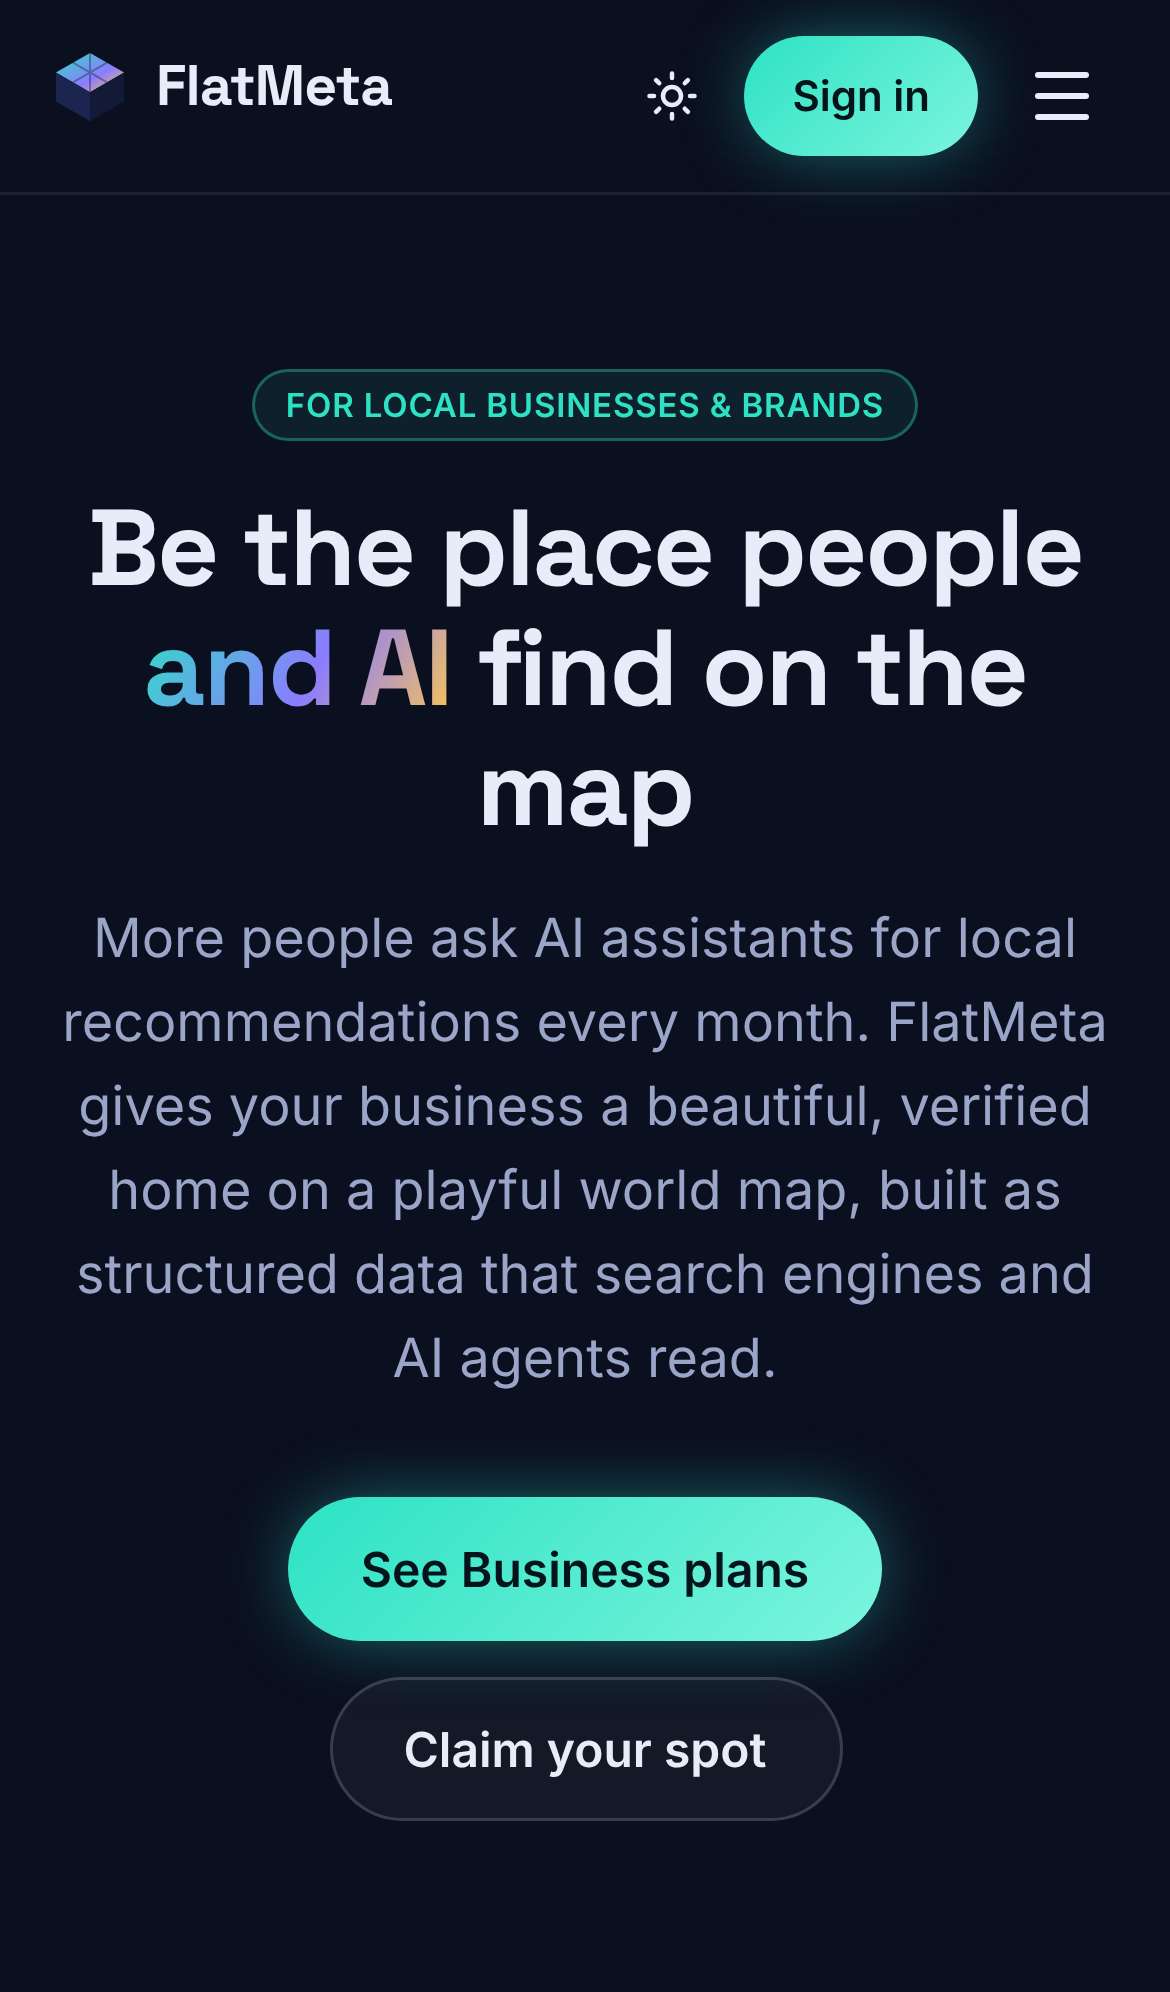 FlatMeta
Sign in
FOR LOCAL BUSINESSES & BRANDS
Be the place people
and AI find on the
map
More people ask AI assistants for local
recommendations every month. FlatMeta
gives your business a beautiful, verified
home on a playful world map, built as
structured data that search engines and
AI agents read.
See Business plans
Claim your spot